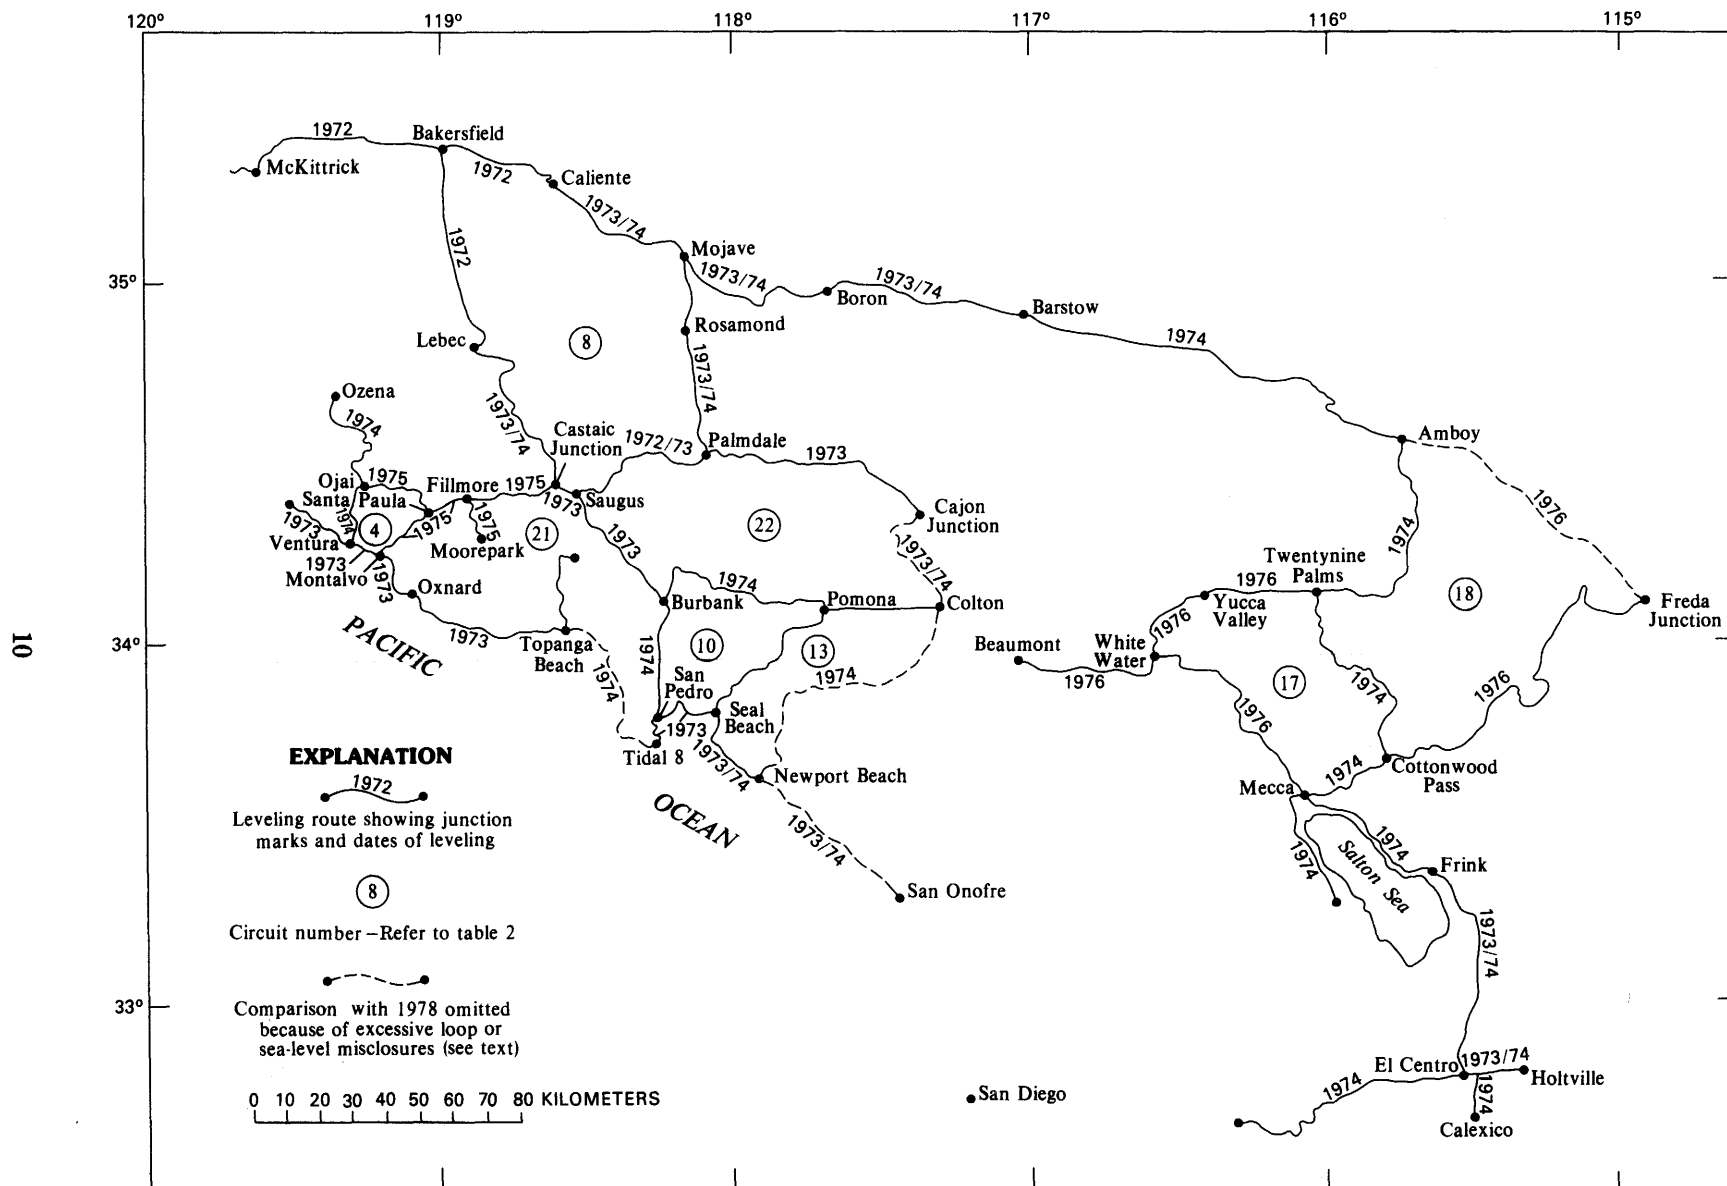 120° 119° 118° 117° 116° 115°
1972
Bakersfield
McKittrick
1972
Caliente
1973/74
1972
Mojave
1973/74
1973/74
35°
Boron
Barstow
Rosamond
1974
Lebec
8
1973/74
Ozena
1974
1973/74
Castaic
Junction
1972/73
Palmdale
1973
Amboy
Ojai
1975
Fillmore
1975
1973
Saugus
Santa Paula
1973
1974
4
1975
1975
21
1973
22
Cajon
Junction
1976
Ventura
Moorepark
1973
Montalvo
1973
Oxnard
1973/74
1974
Twentynine
Palms
1976
18
1974
Burbank
Pomona
Colton
Yucca
Valley
Freda
Junction
10
PACIFIC
1973
Topanga
Beach
34°
1974
10
13
1974
Beaumont
White
Water
1976
1976
San
Pedro
1974
17
1974
1976
1976
Seal
Beach
1973
Tidal 8
1973/74
Newport Beach
Mecca
1974
Cottonwood
Pass
OCEAN
1973/74
San Onofre
1974
1974
Salton Sea
Frink
1973/74
EXPLANATION
1972
Leveling route showing junction
marks and dates of leveling
8
Circuit number–Refer to table 2
Comparison with 1978 omitted
because of excessive loop or
sea-level misclosures (see text)
33°
0 10 20 30 40 50 60 70 80 KILOMETERS
San Diego
El Centro
1973/74
Holtville
1974
1974
Calexico